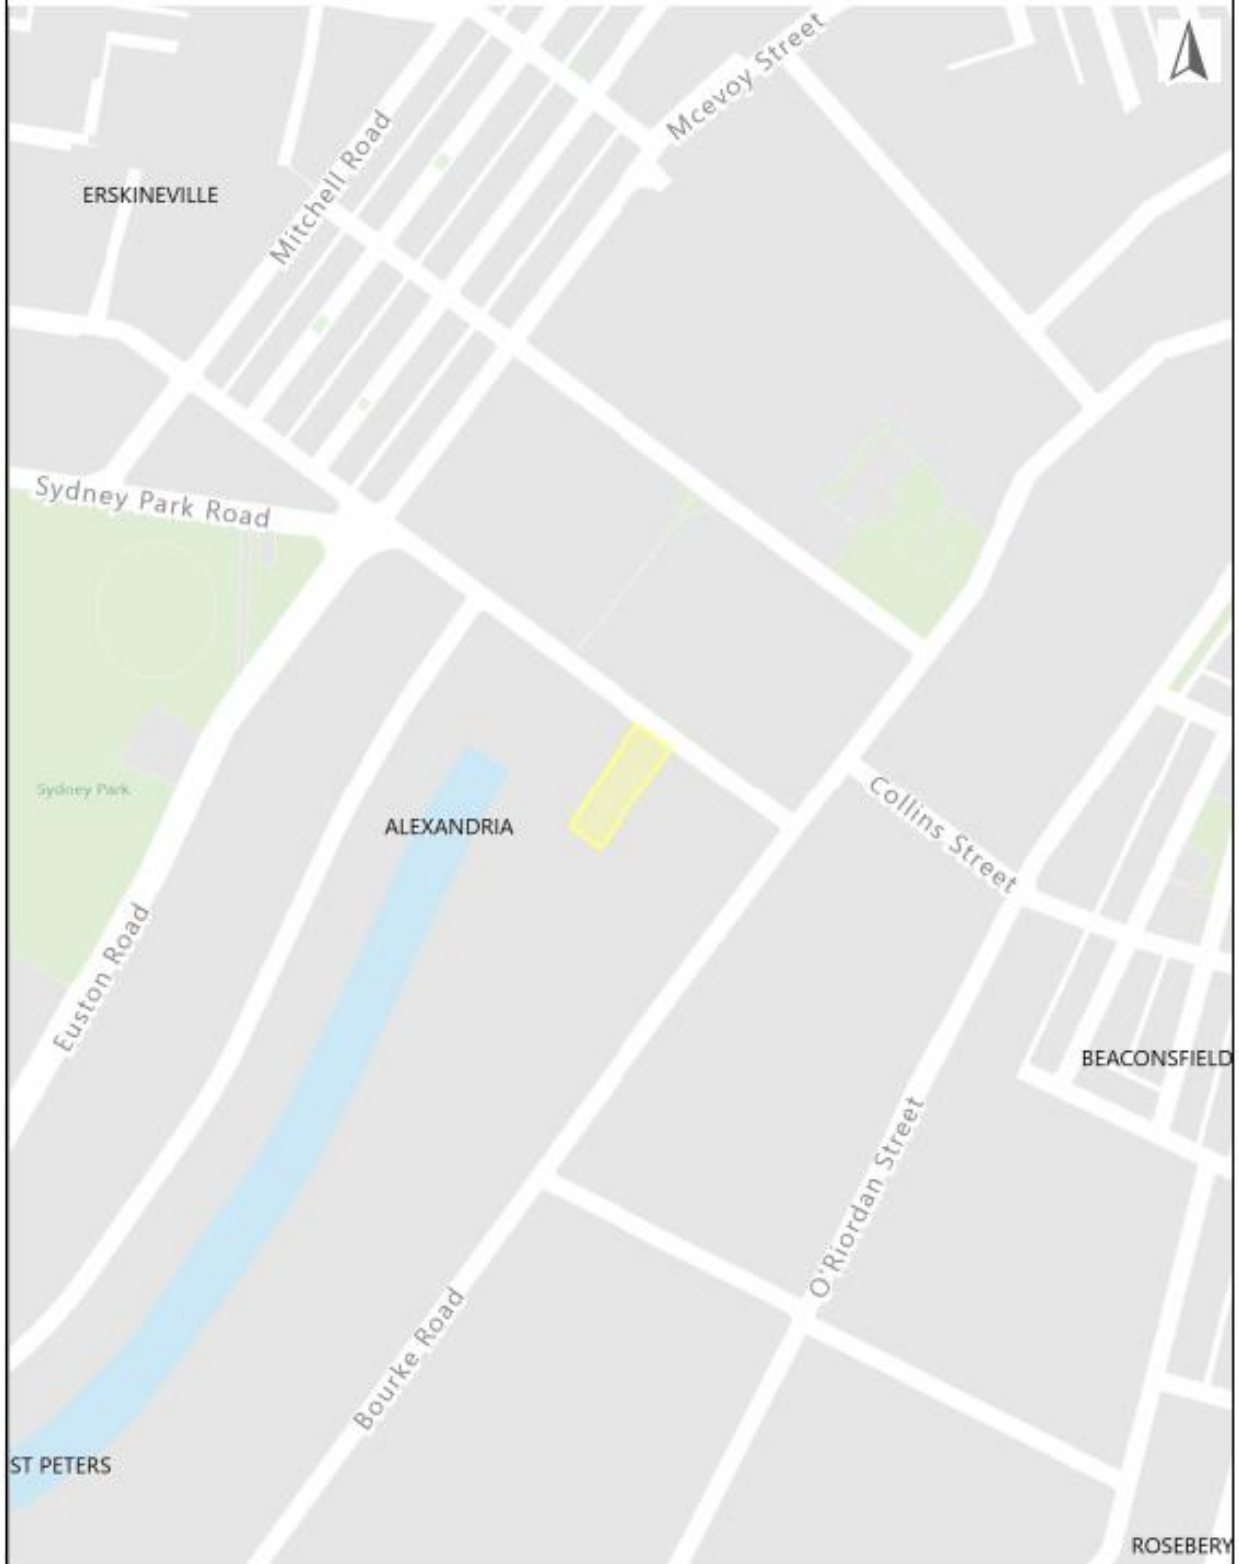 Mcevoy Street
Mitchell Road
ERSKINEVILLE
Sydney Park Road
Sydney Park
ALEXANDRIA
Collins Street
Euston Road
BEACONSFIELD
O'Riordan Street
Bourke Road
ST PETERS
ROSEBERY